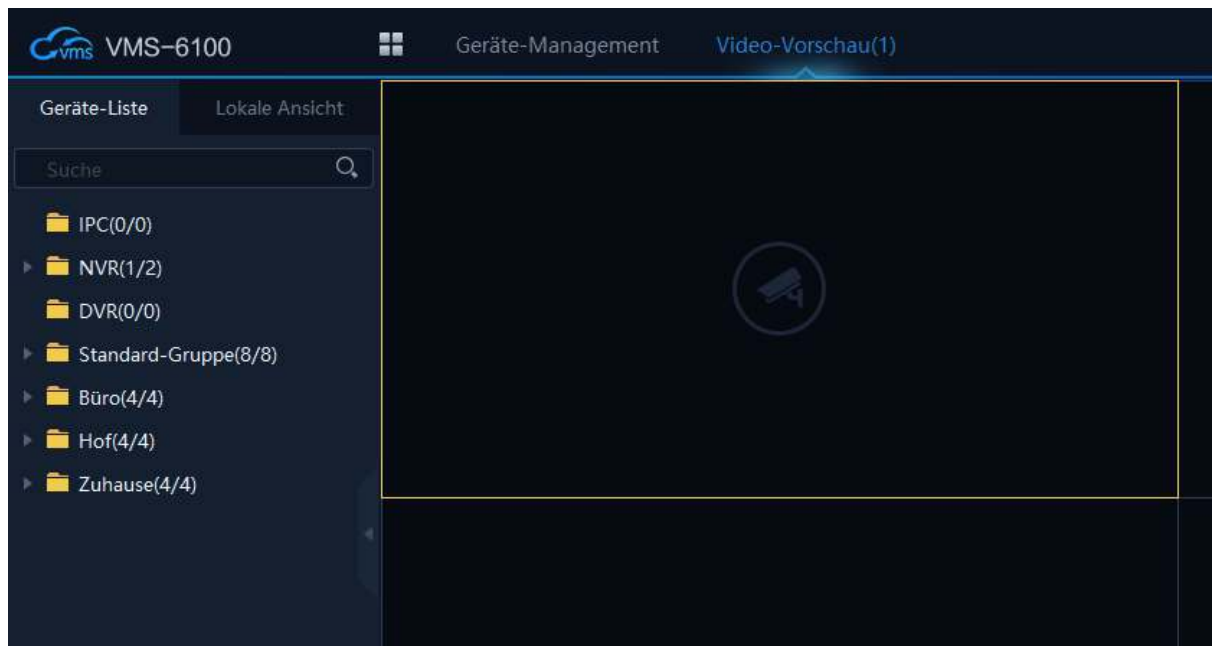 vms VMS-6100 Geräte-Management Video-Vorschau(1)
Geräte-Liste Lokale Ansicht
Suche
IPC(0/0)
NVR(1/2)
DVR(0/0)
Standard-Gruppe(8/8)
Büro(4/4)
Hof(4/4)
Zuhause(4/4)